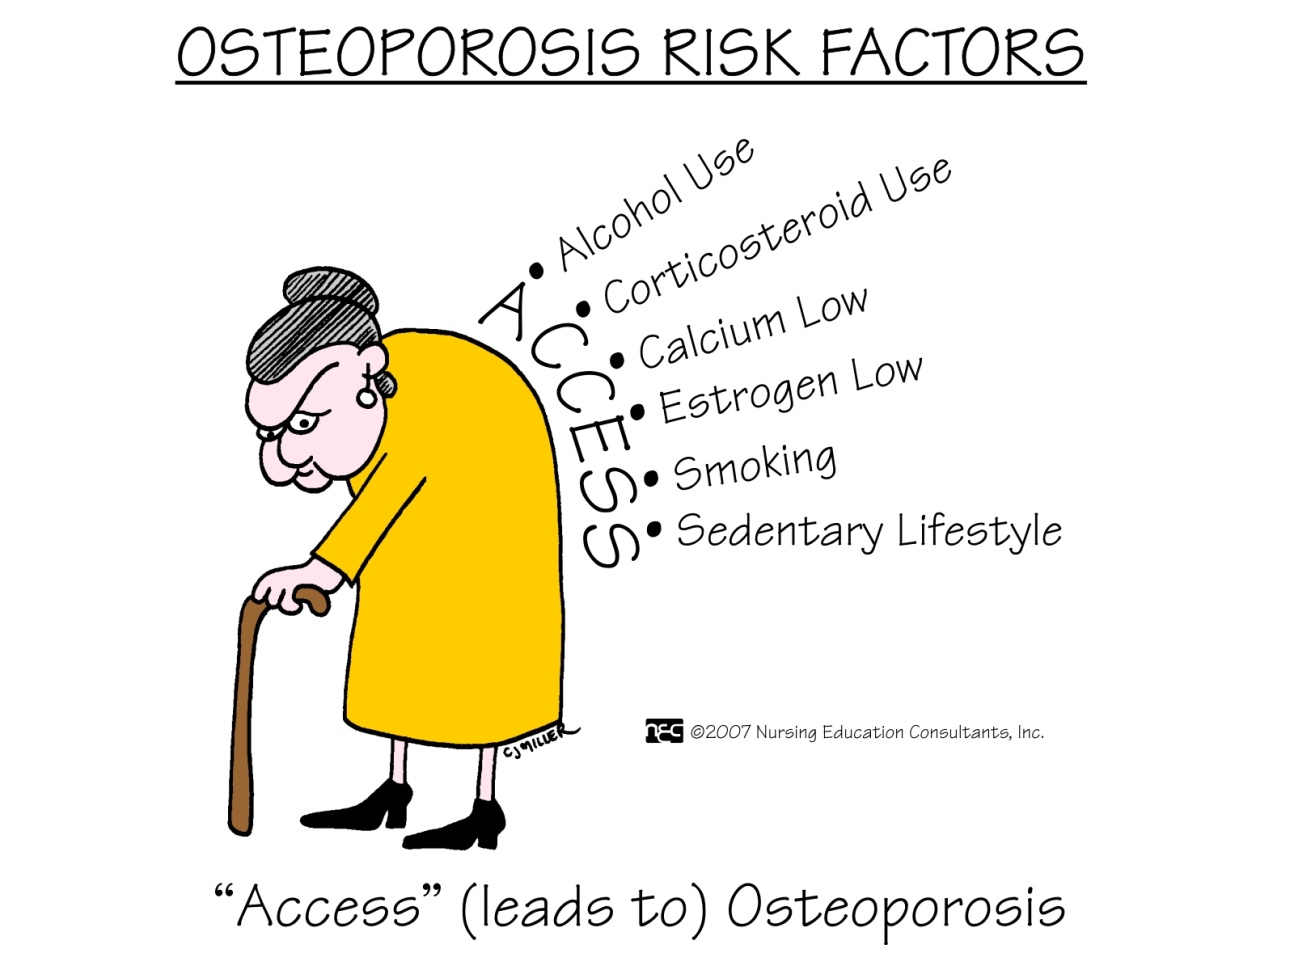 OSTEOPOROSIS RISK FACTORS
A • Alcohol Use
C • Corticosteroid Use
C • Calcium Low
E • Estrogen Low
S • Smoking
S • Sedentary Lifestyle
CJ MILLER
nec ©2007 Nursing Education Consultants, Inc.
“Access” (leads to) Osteoporosis